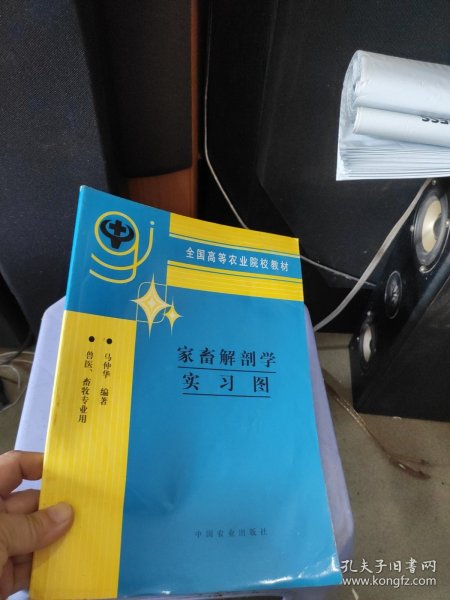 全国高等农业院校教材
家畜解剖学
实习图
马仲华 编著
兽医、畜牧专业用
中国农业出版社
孔夫子旧书网
www.kongfz.com